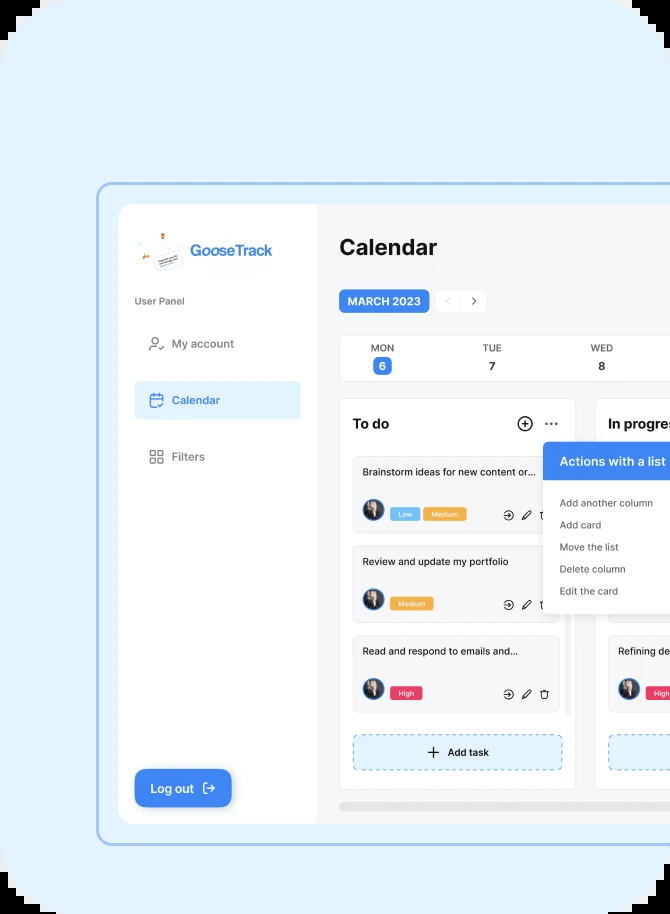 GooseTrack
User Panel
My account
Calendar
Filters
Log out
Calendar
MARCH 2023
MON TUE WED
6 7 8
To do
Brainstorm ideas for new content or...
Low Medium
Review and update my portfolio
Medium
Read and respond to emails and...
High
Add task
In progre
Actions with a list
Add another column
Add card
Move the list
Delete column
Edit the card
Refining de
High